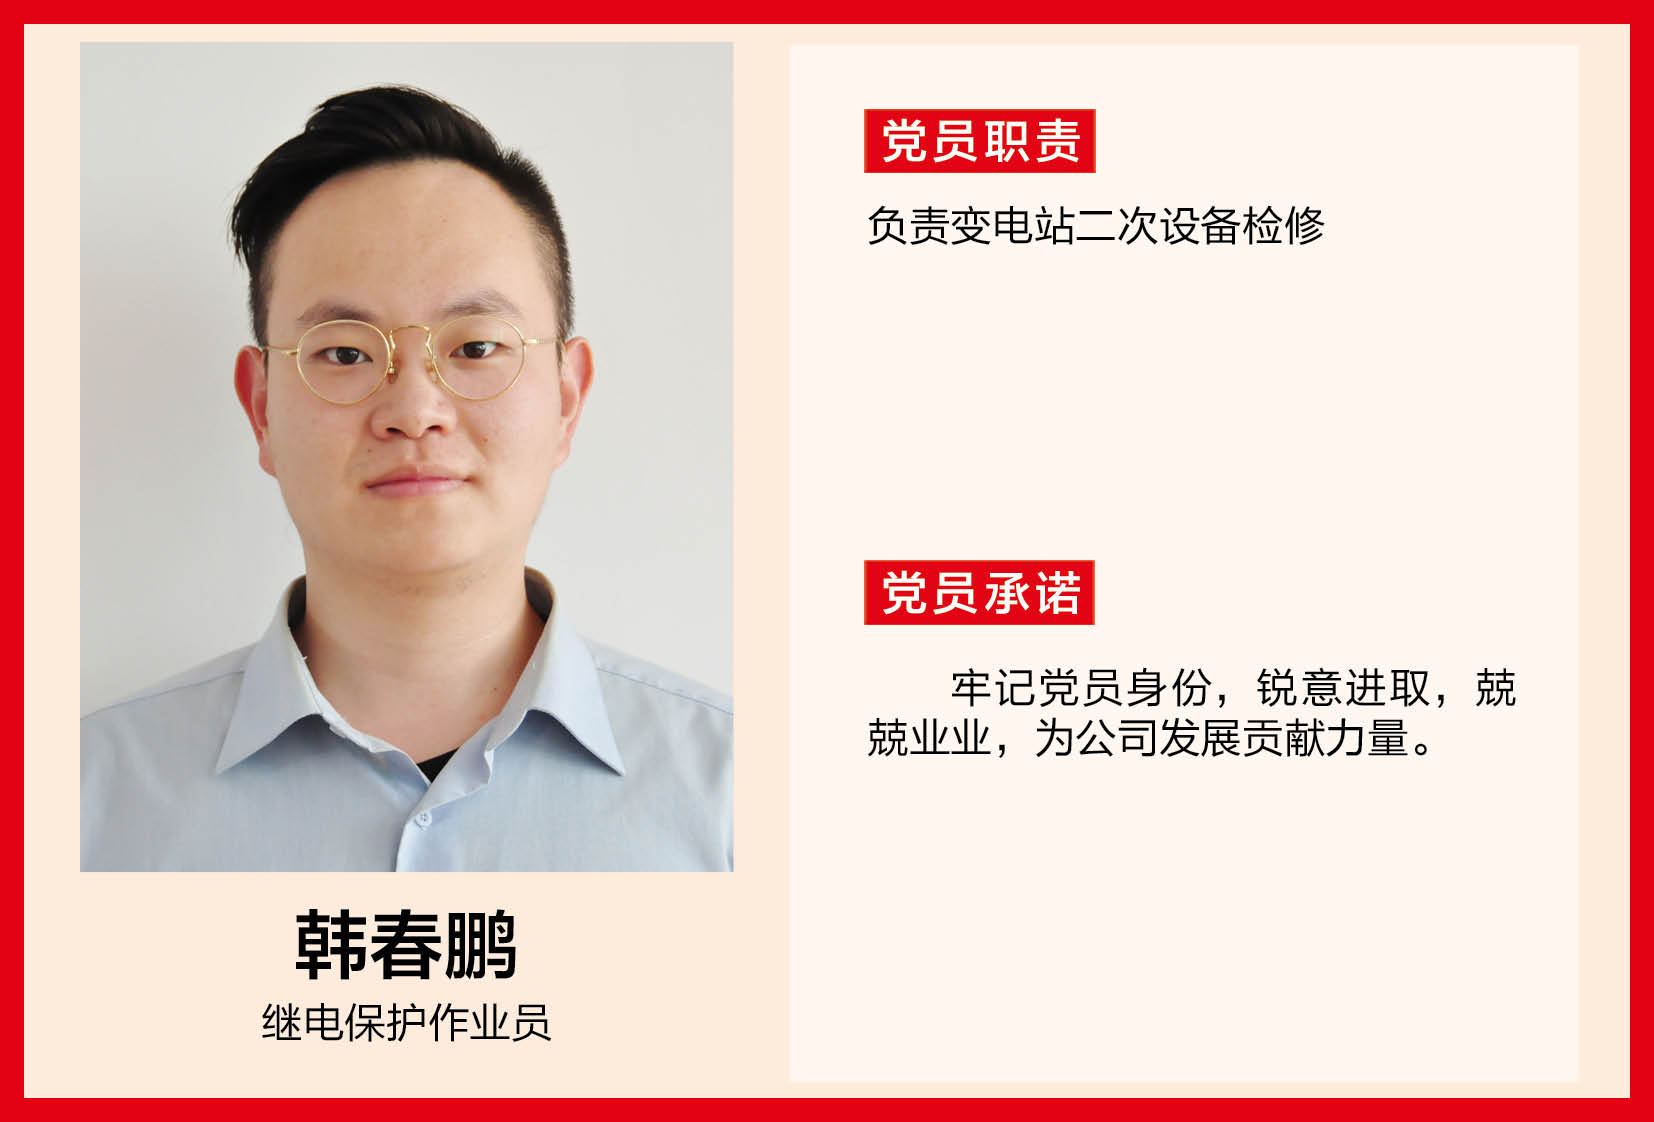 党员职责
负责变电站二次设备检修
党员承诺
牢记党员身份，锐意进取，兢
兢业业，为公司发展贡献力量。
韩春鹏
继电保护作业员